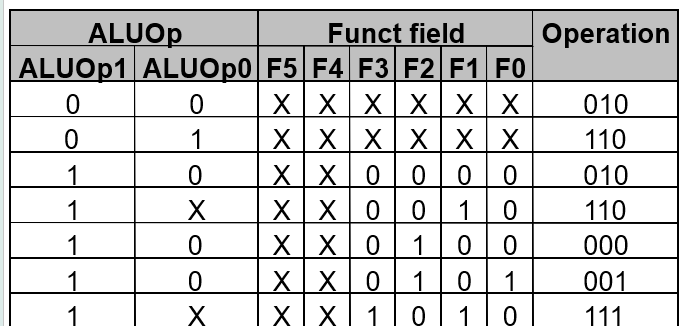 ALUOp Funct field Operation
ALUOp1 ALUOp0 F5 F4 F3 F2 F1 F0
0 0 X X X X X X 010
0 1 X X X X X X 110
1 0 X X 0 0 0 0 010
1 X X X 0 0 1 0 110
1 0 X X 0 1 0 0 000
1 0 X X 0 1 0 1 001
1 X X X 1 0 1 0 111